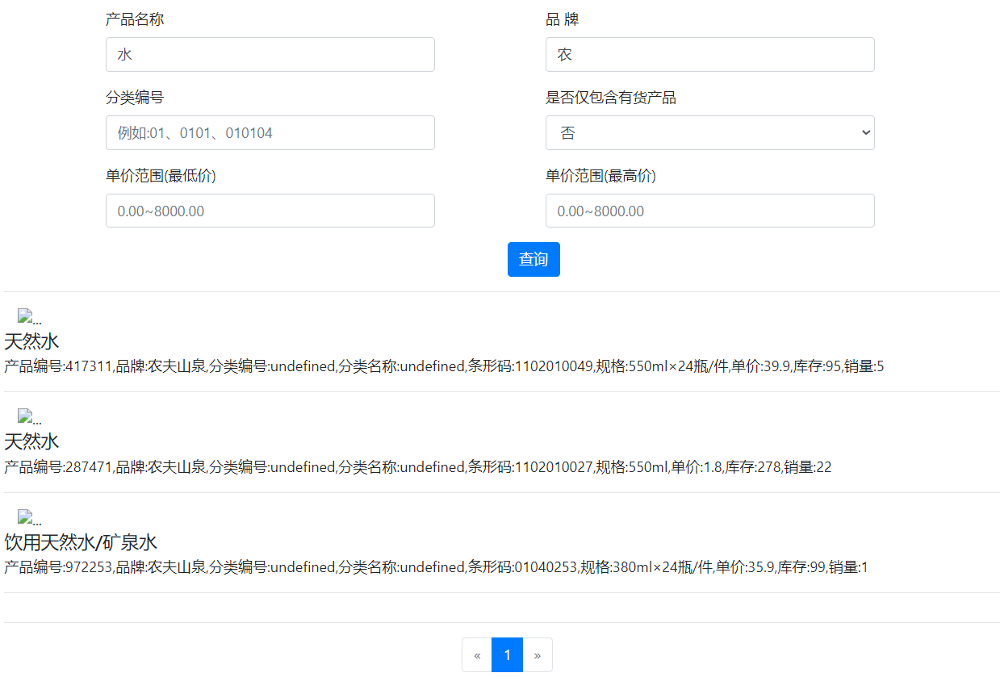 产品名称
品 牌
水
农
分类编号
是否仅包含有货产品
例如:01、0101、010104
否
单价范围(最低价)
单价范围(最高价)
0.00~8000.00
0.00~8000.00
查询
...
天然水
产品编号:417311,品牌:农夫山泉,分类编号:undefined,分类名称:undefined,条形码:1102010049,规格:550ml×24瓶/件,单价:39.9,库存:95,销量:5
...
天然水
产品编号:287471,品牌:农夫山泉,分类编号:undefined,分类名称:undefined,条形码:1102010027,规格:550ml,单价:1.8,库存:278,销量:22
...
饮用天然水/矿泉水
产品编号:972253,品牌:农夫山泉,分类编号:undefined,分类名称:undefined,条形码:01040253,规格:380ml×24瓶/件,单价:35.9,库存:99,销量:1
« 1 »